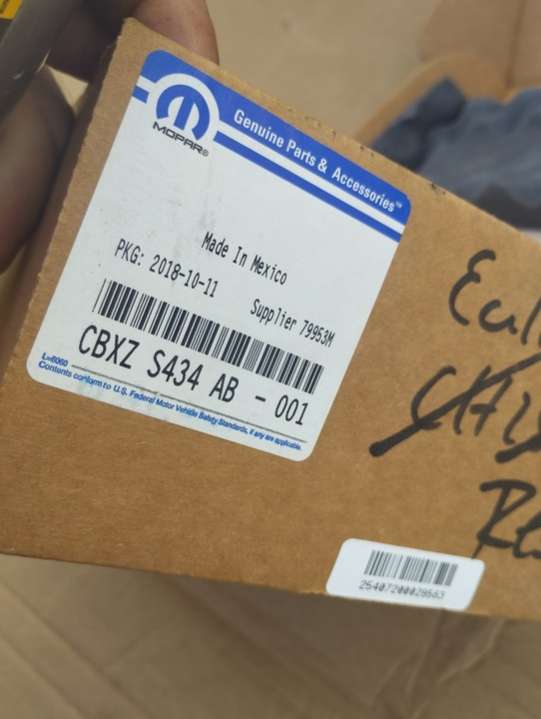 MOPAR®
Genuine Parts & Accessories™
Made In Mexico
PKG: 2018-10-11
Supplier 79953M
CBXZ S434 AB - 001
L-8060
Contents conform to U.S. Federal Motor Vehicle Safety Standards, if any are applicable.